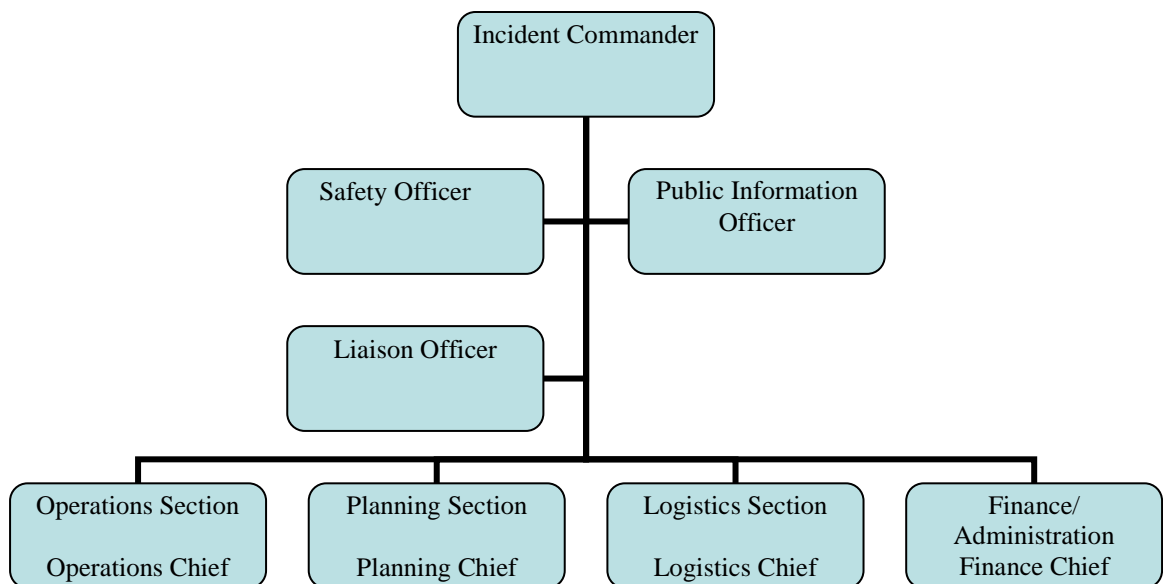 Incident Commander
Safety Officer
Public Information
Officer
Liaison Officer
Operations Section
Operations Chief
Planning Section
Planning Chief
Logistics Section
Logistics Chief
Finance/
Administration
Finance Chief